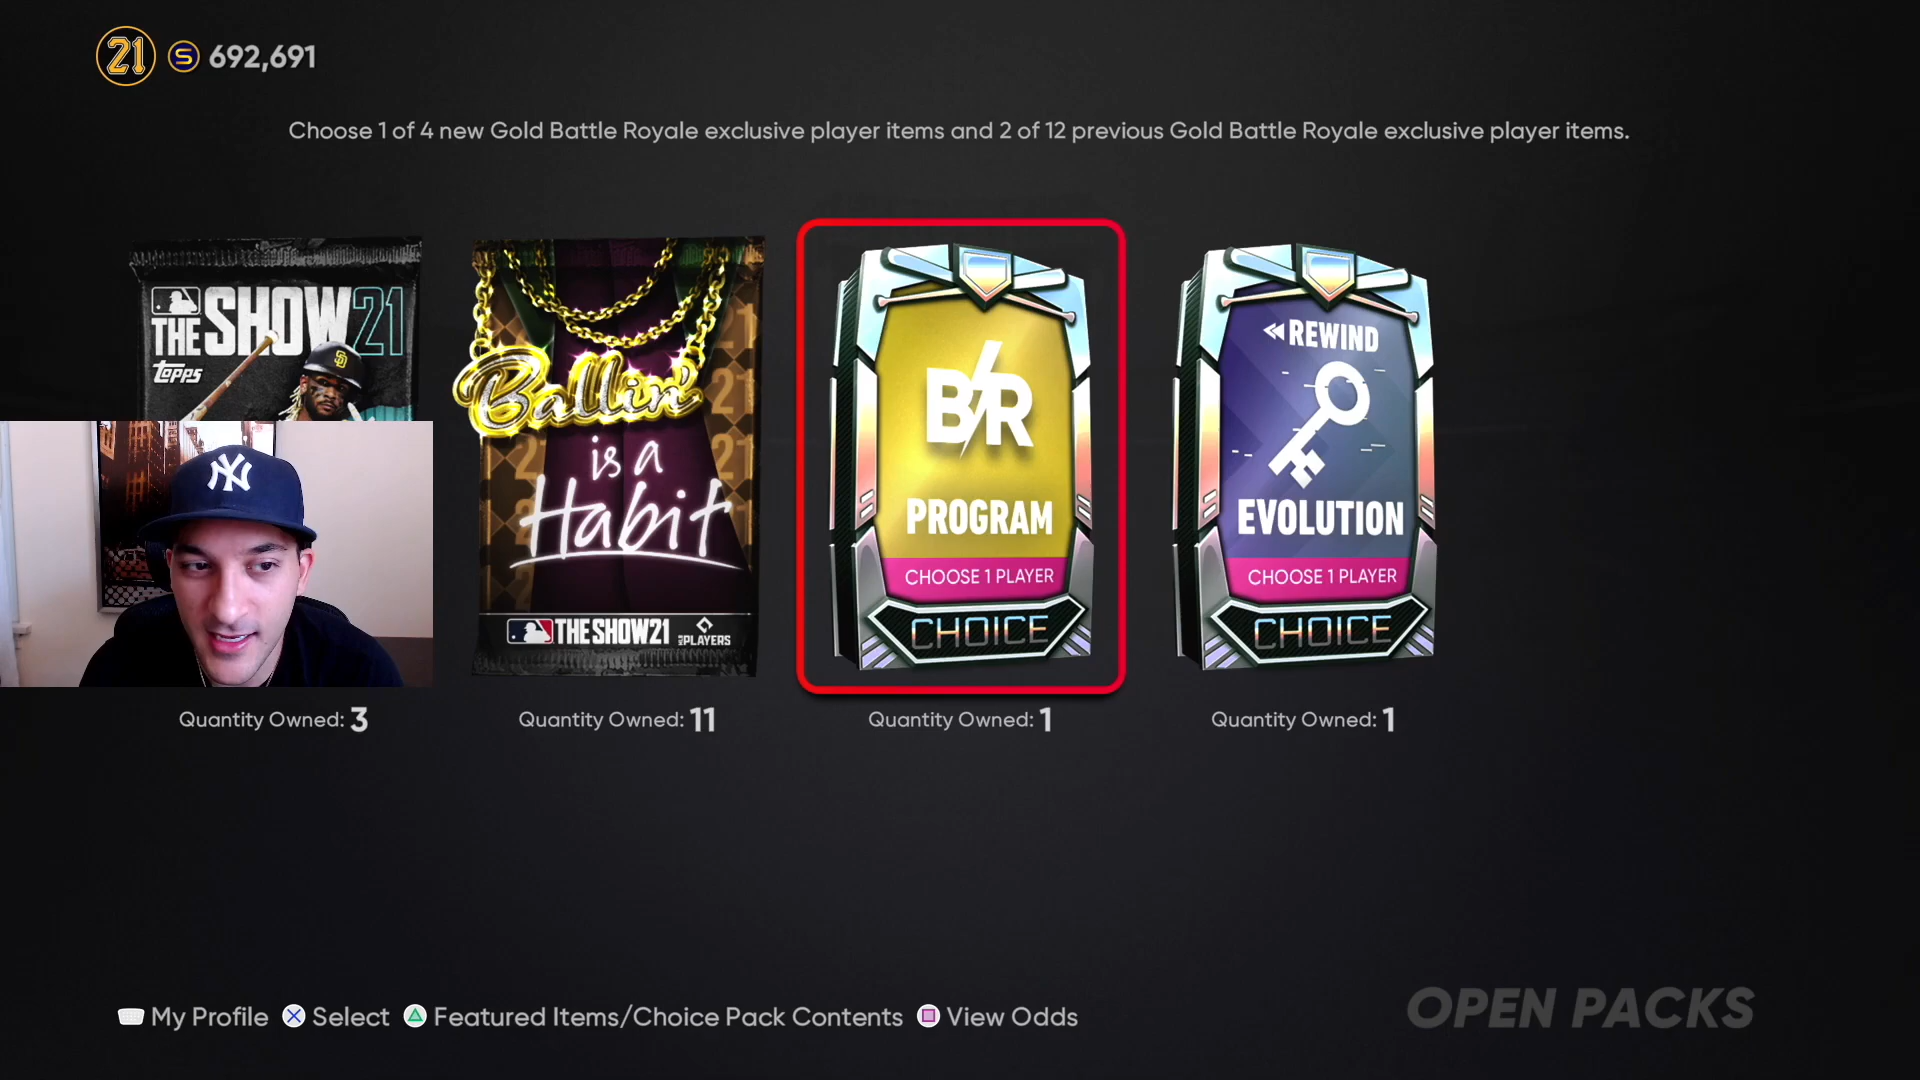 21 S 692,691
Choose 1 of 4 new Gold Battle Royale exclusive player items and 2 of 12 previous Gold Battle Royale exclusive player items.
THE SHOW 21
topps
Ballin'
is a
Habit
THE SHOW 21
PLAYERS
B/R
PROGRAM
CHOOSE 1 PLAYER
CHOICE
REWIND
EVOLUTION
CHOOSE 1 PLAYER
CHOICE
NY
Quantity Owned: 3
Quantity Owned: 11
Quantity Owned: 1
Quantity Owned: 1
My Profile Select Featured Items/Choice Pack Contents View Odds
OPEN PACKS